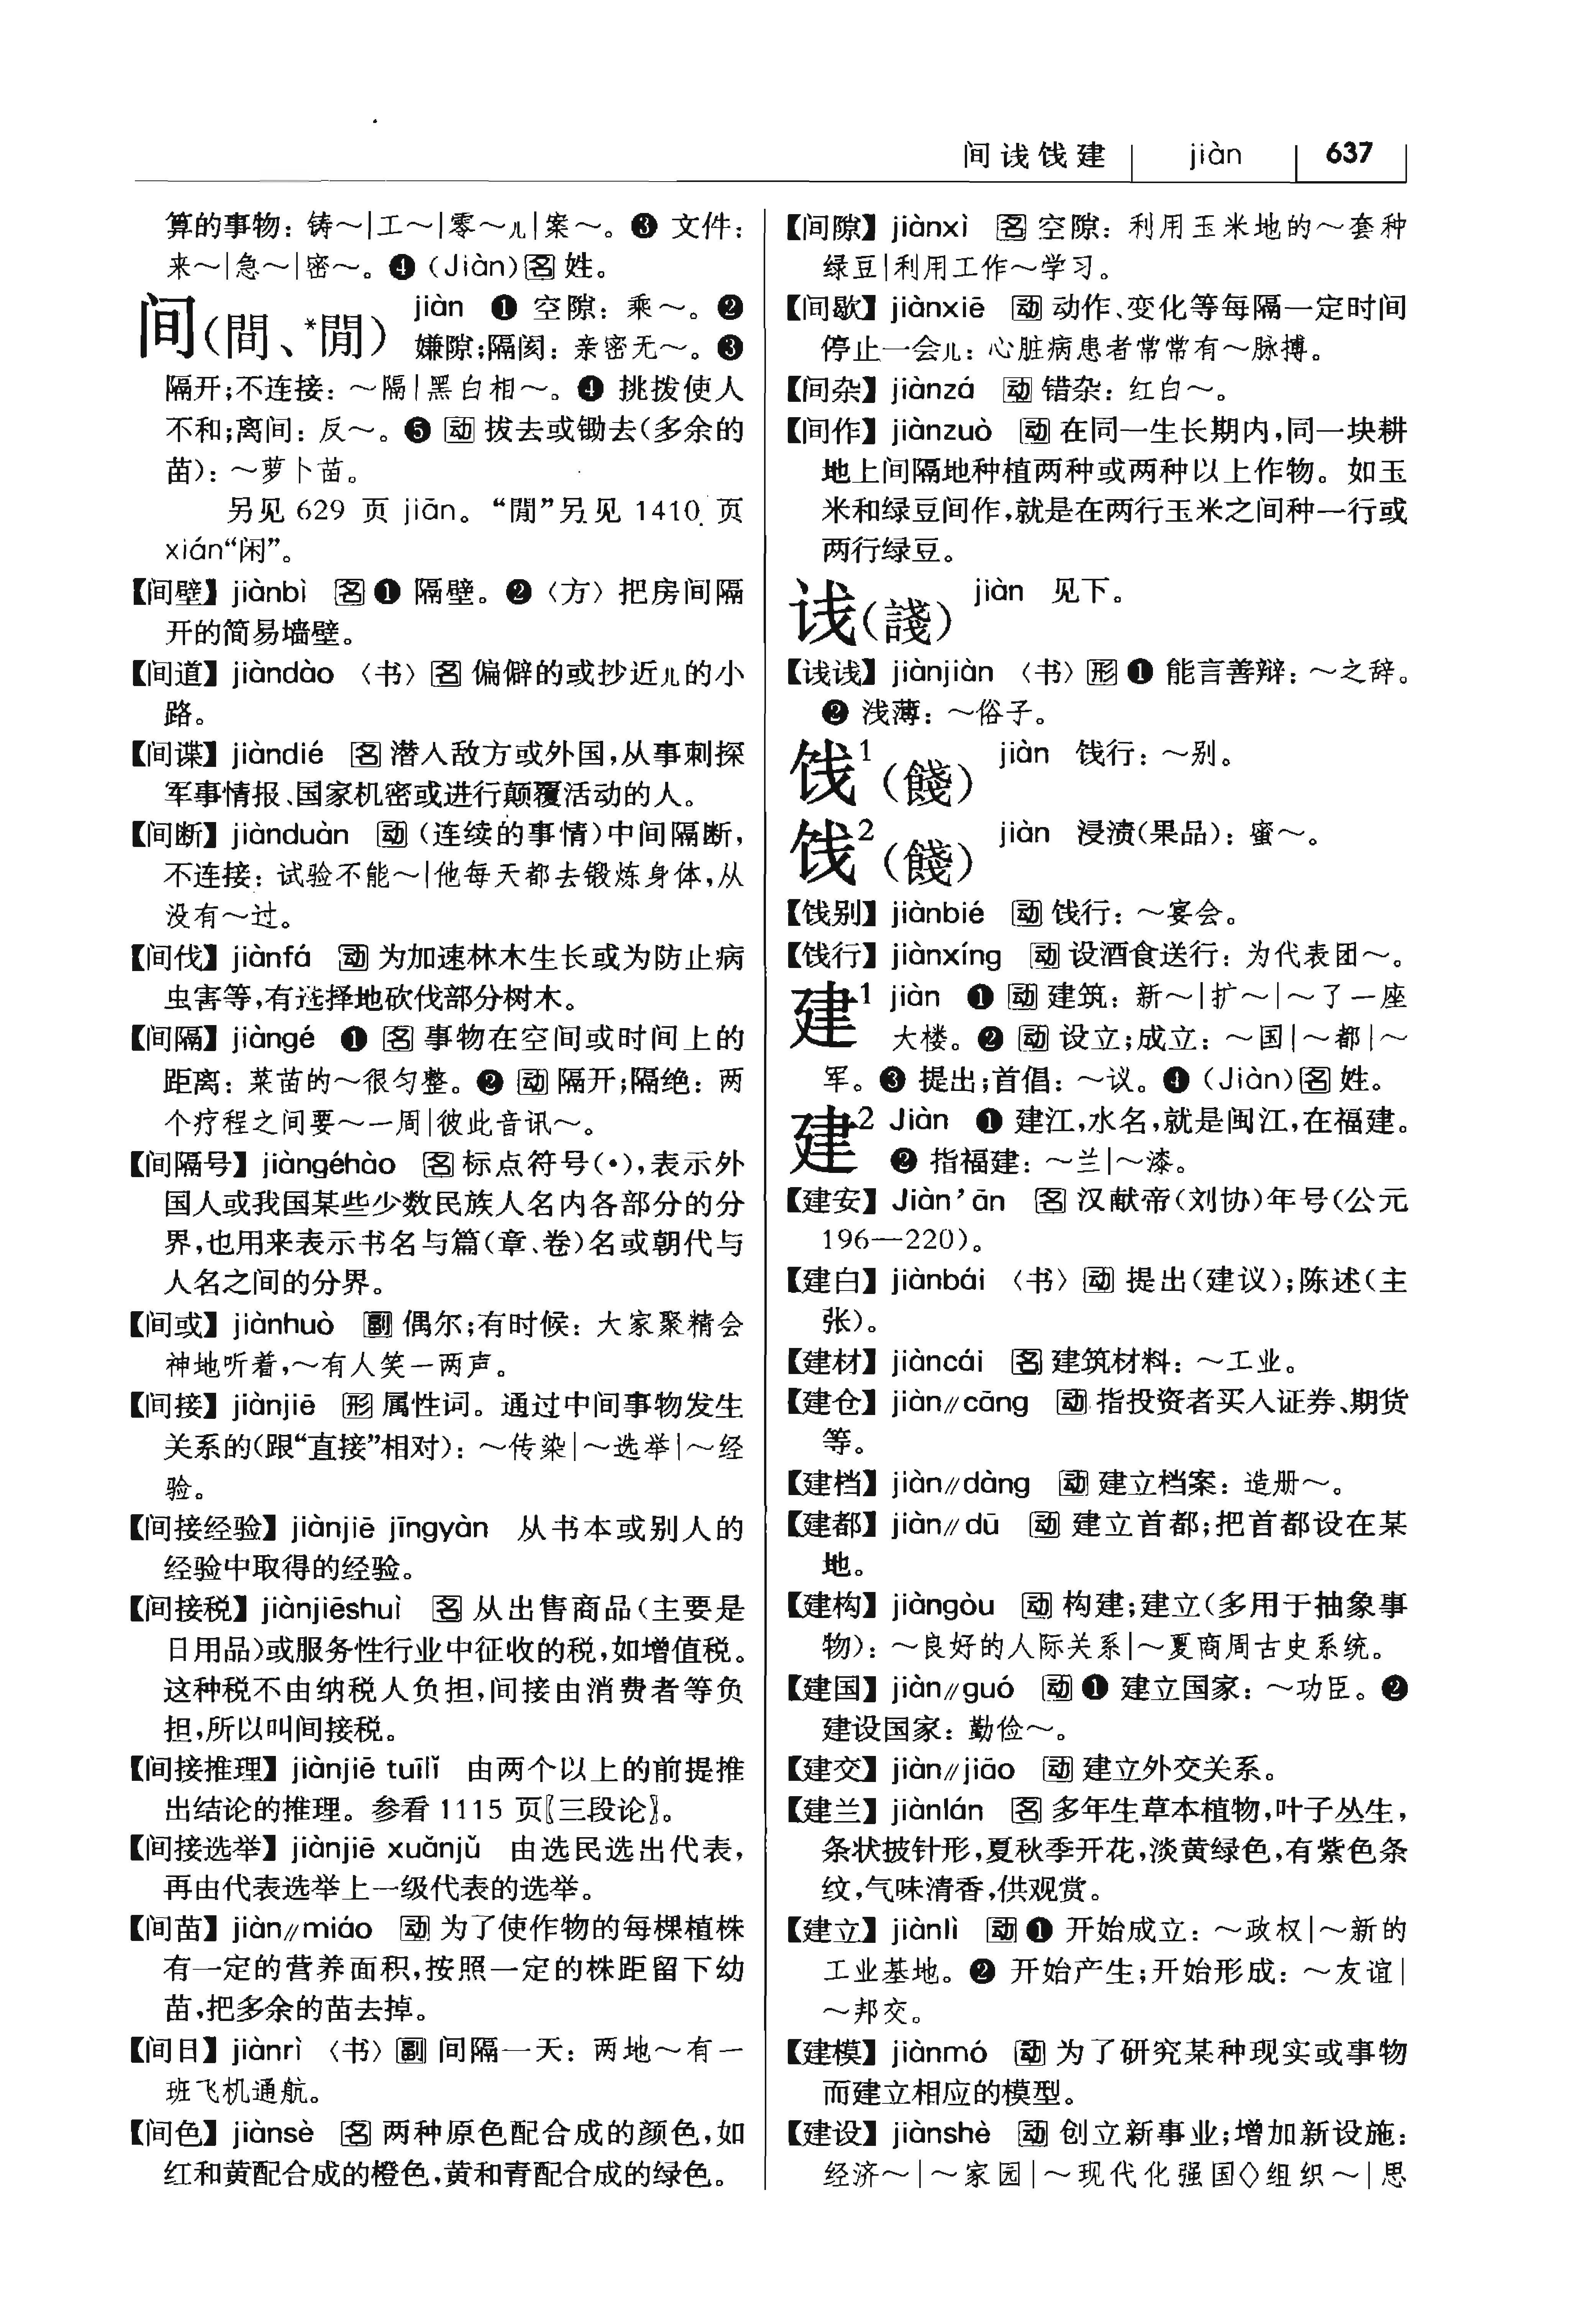 间 诐 饯 建 jiàn 637
算的事物：铸～|工～|零～儿|案～。❸ 文件：
来～|急～|密～。❹（Jiàn）名 姓。
间（間、*閒） jiàn ❶ 空隙：乘～。❷
嫌隙;隔阂：亲密无～。❸
隔开;不连接：～隔|黑白相～。❹ 挑拨使人
不和;离间：反～。❺ 动 拔去或锄去（多余的
苗）：～萝卜苗。
另见 629 页 jiān。“閒”另见 1410 页
xián“闲”。
【间壁】jiànbì 名 ❶ 隔壁。❷〈方〉把房间隔
开的简易墙壁。
【间道】jiàndào 〈书〉名 偏僻的或抄近儿的小
路。
【间谍】jiàndié 名 潜入敌方或外国,从事刺探
军事情报、国家机密或进行颠覆活动的人。
【间断】jiànduàn 动（连续的事情）中间隔断，
不连接：试验不能～|他每天都去锻炼身体,从
没有～过。
【间伐】jiànfá 动 为加速林木生长或为防止病
虫害等,有选择地砍伐部分树木。
【间隔】jiàngé ❶ 名 事物在空间或时间上的
距离：菜苗的～很匀整。❷ 动 隔开;隔绝：两
个疗程之间要～一周|彼此音讯～。
【间隔号】jiàngéhào 名 标点符号(•),表示外
国人或我国某些少数民族人名内各部分的分
界,也用来表示书名与篇（章、卷）名或朝代与
人名之间的分界。
【间或】jiànhuò 副 偶尔;有时候：大家聚精会
神地听着,～有人笑一两声。
【间接】jiànjiē 形 属性词。通过中间事物发生
关系的（跟“直接”相对）：～传染|～选举|～经
验。
【间接经验】jiànjiē jīngyàn 从书本或别人的
经验中取得的经验。
【间接税】jiànjiēshuì 名 从出售商品（主要是
日用品）或服务性行业中征收的税,如增值税。
这种税不由纳税人负担,间接由消费者等负
担,所以叫间接税。
【间接推理】jiànjiē tuīlǐ 由两个以上的前提推
出结论的推理。参看 1115 页〖三段论〗。
【间接选举】jiànjiē xuǎnjǔ 由选民选出代表，
再由代表选举上一级代表的选举。
【间苗】jiàn∥miáo 动 为了使作物的每棵植株
有一定的营养面积,按照一定的株距留下幼
苗,把多余的苗去掉。
【间日】jiànrì 〈书〉副 间隔一天：两地～有一
班飞机通航。
【间色】jiànsè 名 两种原色配合成的颜色,如
红和黄配合成的橙色,黄和青配合成的绿色。
【间隙】jiànxì 名 空隙：利用玉米地的～套种
绿豆|利用工作～学习。
【间歇】jiànxiē 动 动作、变化等每隔一定时间
停止一会儿：心脏病患者常常有～脉搏。
【间杂】jiànzá 动 错杂：红白～。
【间作】jiànzuò 动 在同一生长期内,同一块耕
地上间隔地种植两种或两种以上作物。如玉
米和绿豆间作,就是在两行玉米之间种一行或
两行绿豆。
𬣡（諓） jiàn 见下。
【𬣡𬣡】jiànjiàn 〈书〉形 ❶ 能言善辩：～之辞。
❷ 浅薄：～俗子。
饯¹（餞） jiàn 饯行：～别。
饯²（餞） jiàn 浸渍（果品）：蜜～。
【饯别】jiànbié 动 饯行：～宴会。
【饯行】jiànxíng 动 设酒食送行：为代表团～。
建¹ jiàn ❶ 动 建筑：新～|扩～|～了一座
大楼。❷ 动 设立;成立：～国|～都|～
军。❸ 提出;首倡：～议。❹（Jiàn）名 姓。
建² Jiàn ❶ 建江,水名,就是闽江,在福建。
❷ 指福建：～兰|～漆。
【建安】Jiàn’ān 名 汉献帝（刘协）年号（公元
196—220）。
【建白】jiànbái 〈书〉动 提出（建议）;陈述（主
张）。
【建材】jiàncái 名 建筑材料：～工业。
【建仓】jiàn∥cāng 动 指投资者买入证券、期货
等。
【建档】jiàn∥dàng 动 建立档案：造册～。
【建都】jiàn∥dū 动 建立首都;把首都设在某
地。
【建构】jiàngòu 动 构建;建立（多用于抽象事
物）：～良好的人际关系|～夏商周古史系统。
【建国】jiàn∥guó 动 ❶ 建立国家：～功臣。❷
建设国家：勤俭～。
【建交】jiàn∥jiāo 动 建立外交关系。
【建兰】jiànlán 名 多年生草本植物,叶子丛生，
条状披针形,夏秋季开花,淡黄绿色,有紫色条
纹,气味清香,供观赏。
【建立】jiànlì 动 ❶ 开始成立：～政权|～新的
工业基地。❷ 开始产生;开始形成：～友谊|
～邦交。
【建模】jiànmó 动 为了研究某种现实或事物
而建立相应的模型。
【建设】jiànshè 动 创立新事业;增加新设施：
经济～|～家园|～现代化强国◇组织～|思